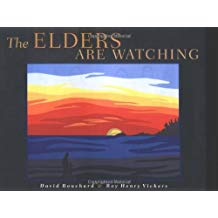 The ELDERS
ARE WATCHING
David Bouchard & Roy Henry Vickers